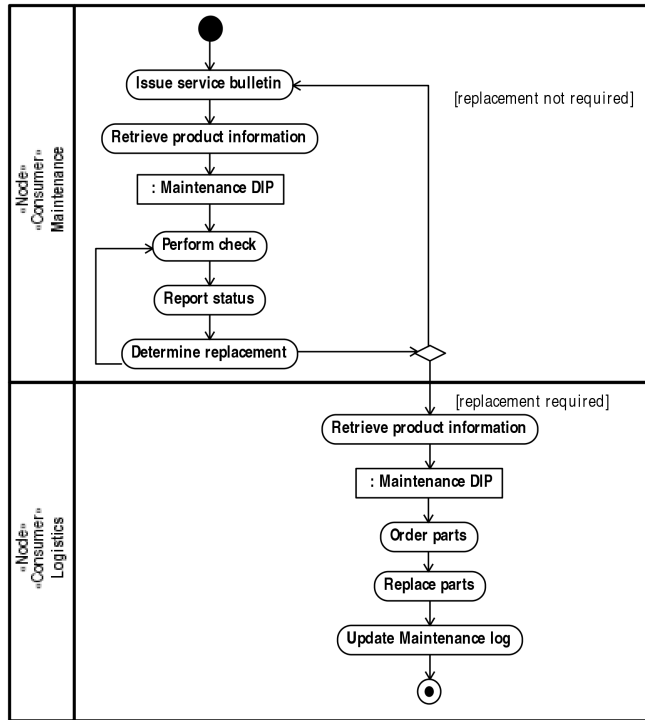 «Node»
«Consumer»
Maintenance
Issue service bulletin
[replacement not required]
Retrieve product information
: Maintenance DIP
Perform check
Report status
Determine replacement
«Node»
«Consumer»
Logistics
[replacement required]
Retrieve product information
: Maintenance DIP
Order parts
Replace parts
Update Maintenance log